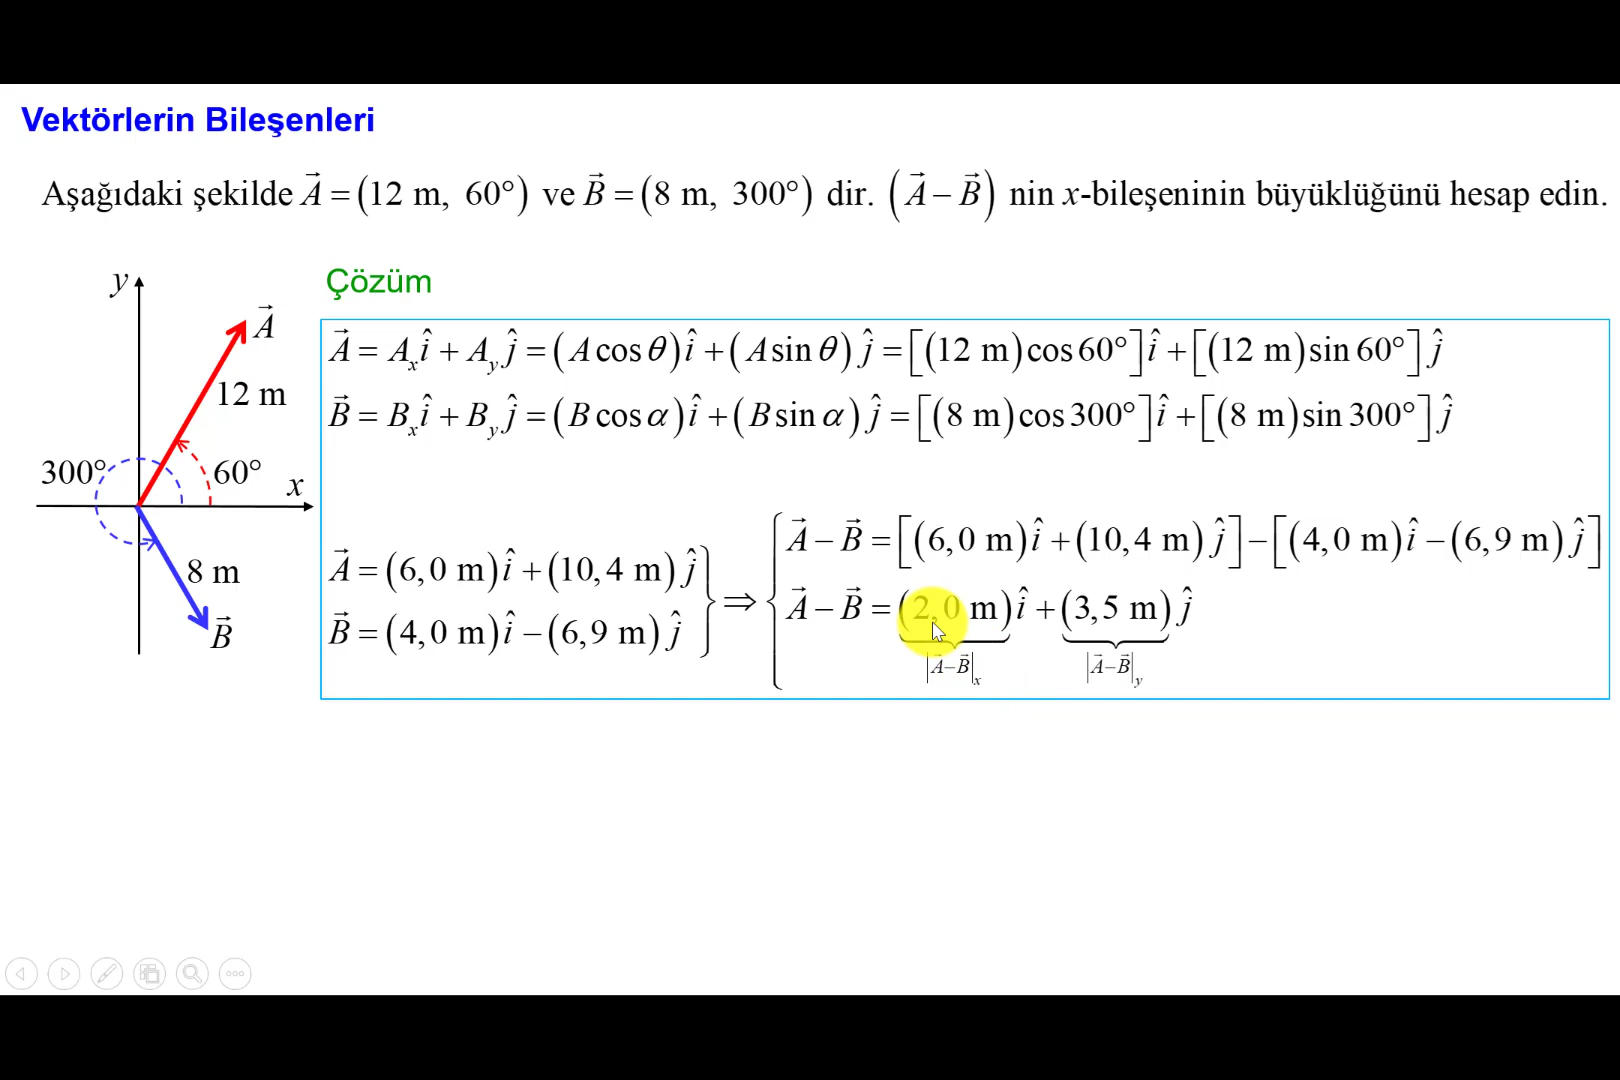 Vektörlerin Bileşenleri
Aşağıdaki şekilde A⃗ = (12 m, 60°) ve B⃗ = (8 m, 300°) dir. (A⃗ − B⃗) nin x-bileşeninin büyüklüğünü hesap edin.
y
A⃗
12 m
300°
60°
x
8 m
B⃗
Çözüm
A⃗ = Aₓî + A_yĵ = (A cos θ)î + (A sin θ)ĵ = [(12 m)cos 60°]î + [(12 m)sin 60°]ĵ
B⃗ = Bₓî + B_yĵ = (B cos α)î + (B sin α)ĵ = [(8 m)cos 300°]î + [(8 m)sin 300°]ĵ
A⃗ = (6,0 m)î + (10,4 m)ĵ
B⃗ = (4,0 m)î − (6,9 m)ĵ
} ⇒ {
A⃗ − B⃗ = [(6,0 m)î + (10,4 m)ĵ] − [(4,0 m)î − (6,9 m)ĵ]
A⃗ − B⃗ = (2,0 m)î + (3,5 m)ĵ
|A⃗−B⃗|ₓ |A⃗−B⃗|_y